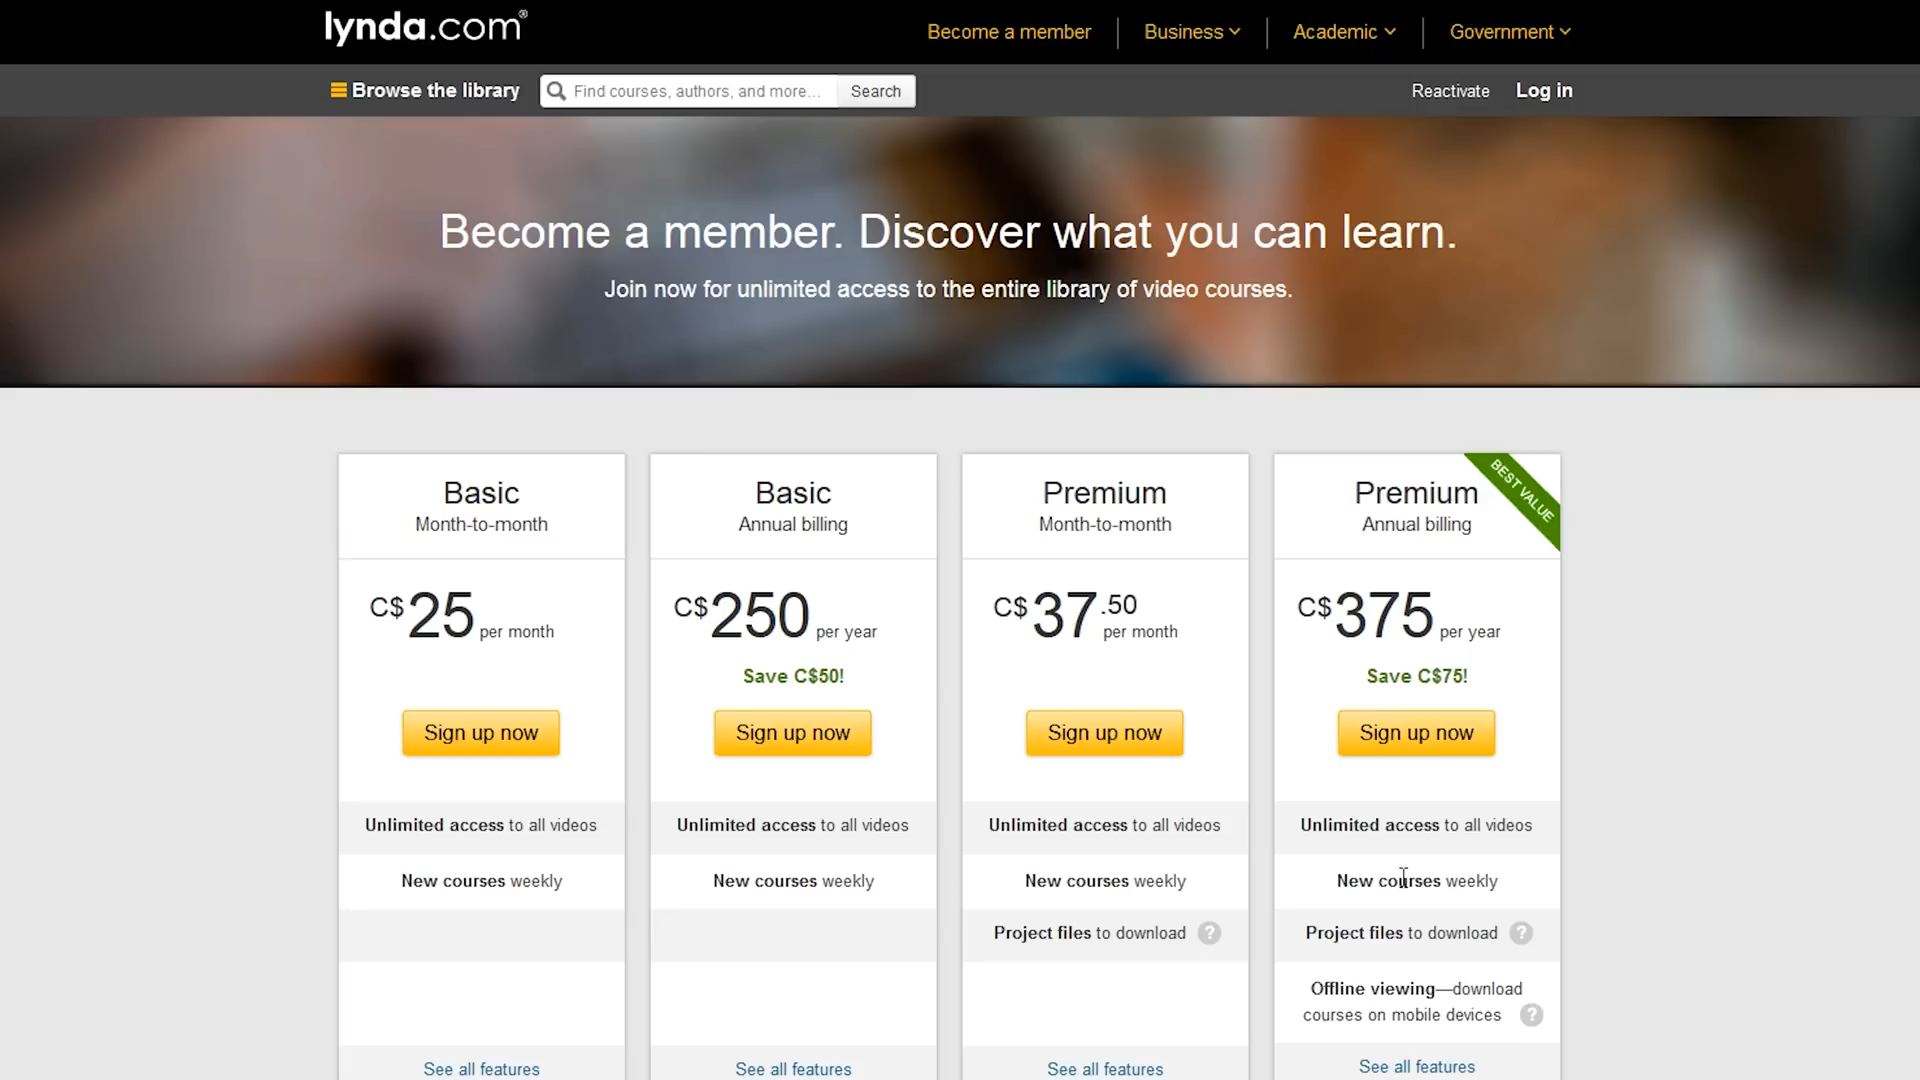 lynda.com®
Become a member
Business
Academic
Government
Browse the library
Find courses, authors, and more...
Search
Reactivate
Log in
Become a member. Discover what you can learn.
Join now for unlimited access to the entire library of video courses.
Basic
Month-to-month
C$25 per month
Sign up now
Unlimited access to all videos
New courses weekly
See all features
Basic
Annual billing
C$250 per year
Save C$50!
Sign up now
Unlimited access to all videos
New courses weekly
See all features
Premium
Month-to-month
C$37.50 per month
Sign up now
Unlimited access to all videos
New courses weekly
Project files to download ?
See all features
BEST VALUE
Premium
Annual billing
C$375 per year
Save C$75!
Sign up now
Unlimited access to all videos
New courses weekly
Project files to download ?
Offline viewing—download
courses on mobile devices ?
See all features